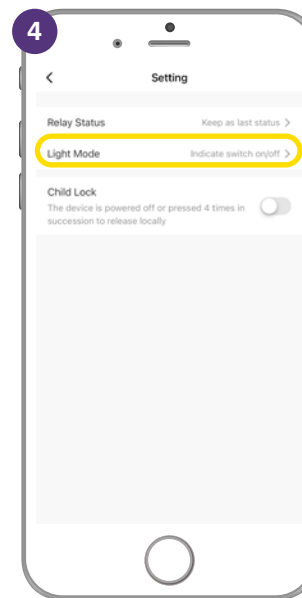 4
Setting
Relay Status Keep as last status
Light Mode Indicate switch on/off
Child Lock
The device is powered off or pressed 4 times in
succession to release locally